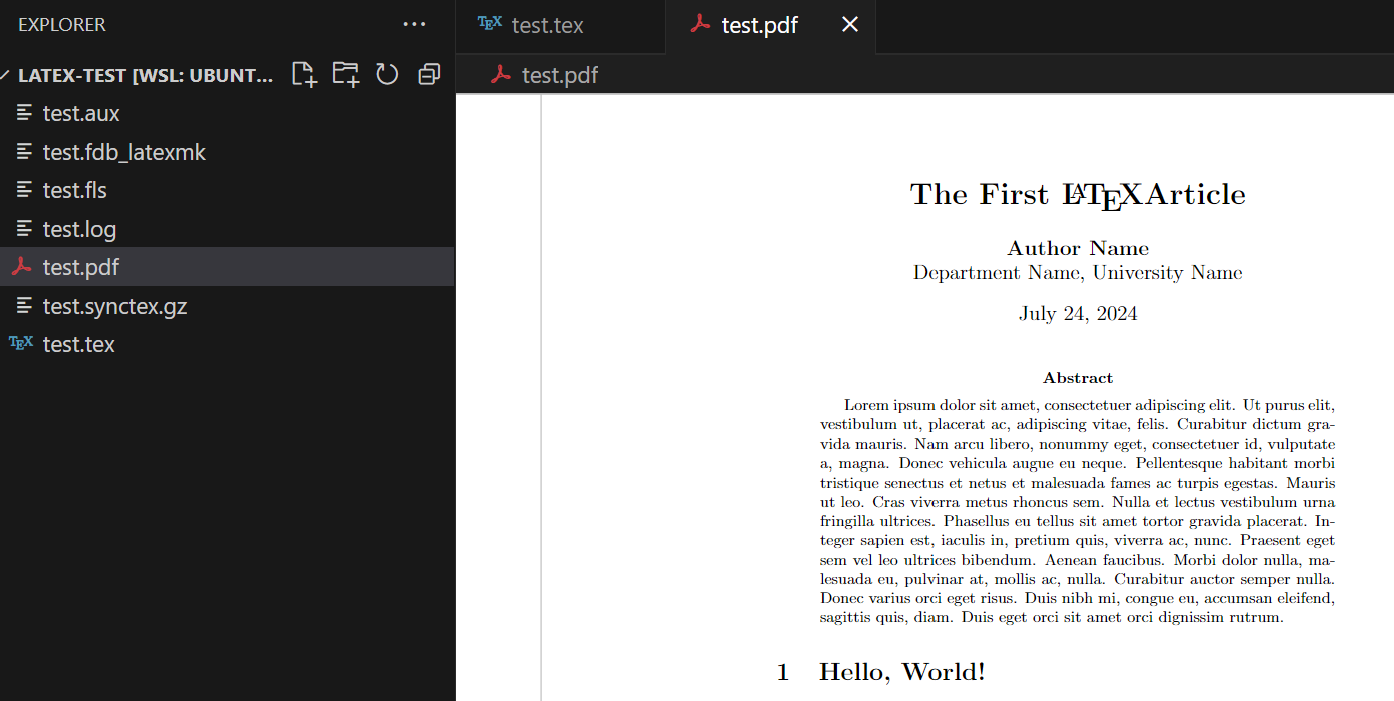 EXPLORER
LATEX-TEST [WSL: UBUNT...
test.aux
test.fdb_latexmk
test.fls
test.log
test.pdf
test.synctex.gz
TEX test.tex
TEX test.tex
test.pdf
test.pdf
The First LATEXArticle
Author Name
Department Name, University Name
July 24, 2024
Abstract
Lorem ipsum dolor sit amet, consectetuer adipiscing elit. Ut purus elit,
vestibulum ut, placerat ac, adipiscing vitae, felis. Curabitur dictum gra-
vida mauris. Nam arcu libero, nonummy eget, consectetuer id, vulputate
a, magna. Donec vehicula augue eu neque. Pellentesque habitant morbi
tristique senectus et netus et malesuada fames ac turpis egestas. Mauris
ut leo. Cras viverra metus rhoncus sem. Nulla et lectus vestibulum urna
fringilla ultrices. Phasellus eu tellus sit amet tortor gravida placerat. In-
teger sapien est, iaculis in, pretium quis, viverra ac, nunc. Praesent eget
sem vel leo ultrices bibendum. Aenean faucibus. Morbi dolor nulla, ma-
lesuada eu, pulvinar at, mollis ac, nulla. Curabitur auctor semper nulla.
Donec varius orci eget risus. Duis nibh mi, congue eu, accumsan eleifend,
sagittis quis, diam. Duis eget orci sit amet orci dignissim rutrum.
1 Hello, World!